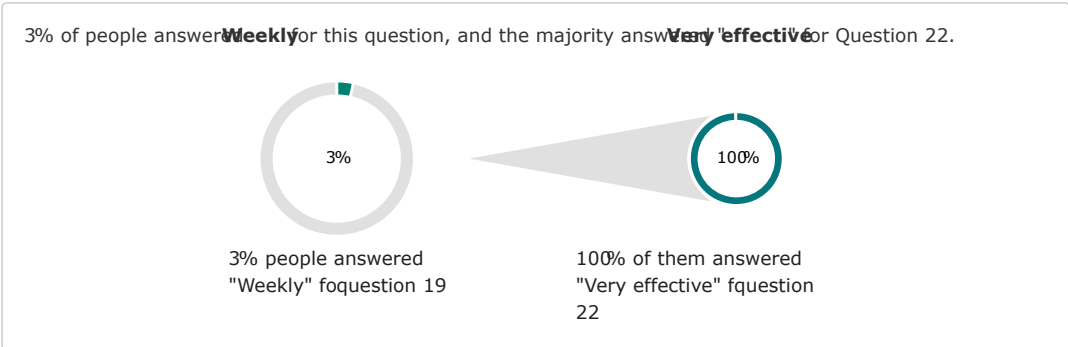 3% of people answered Weekly for this question, and the majority answered "Very effective" for Question 22.
3%
100%
3% people answered
"Weekly" foquestion 19
100% of them answered
"Very effective" fquestion
22